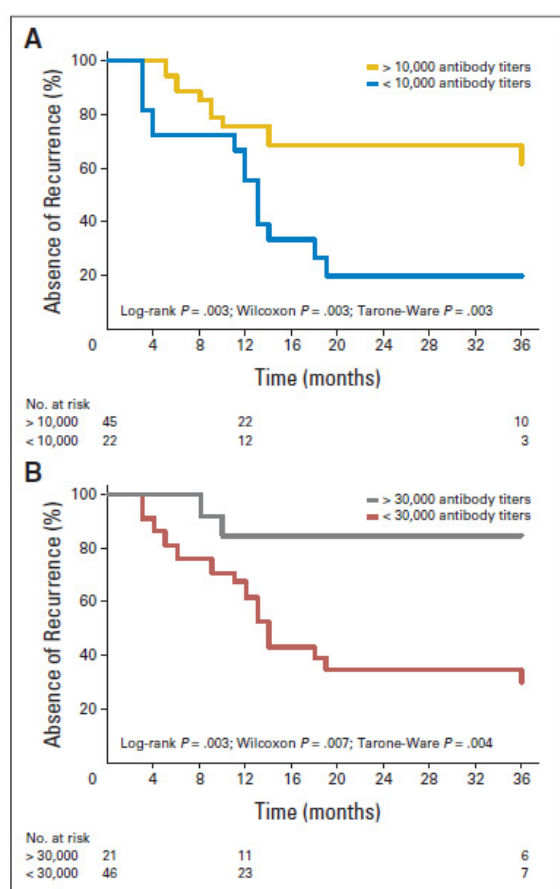 A
> 10,000 antibody titers
< 10,000 antibody titers
Absence of Recurrence (%)
100
80
60
40
20
Log-rank P = .003; Wilcoxon P = .003; Tarone-Ware P = .003
0 4 8 12 16 20 24 28 32 36
Time (months)
No. at risk
> 10,000 45 22 10
< 10,000 22 12 3
B
> 30,000 antibody titers
< 30,000 antibody titers
Absence of Recurrence (%)
100
80
60
40
20
Log-rank P = .003; Wilcoxon P = .007; Tarone-Ware P = .004
0 4 8 12 16 20 24 28 32 36
Time (months)
No. at risk
> 30,000 21 11 6
< 30,000 46 23 7